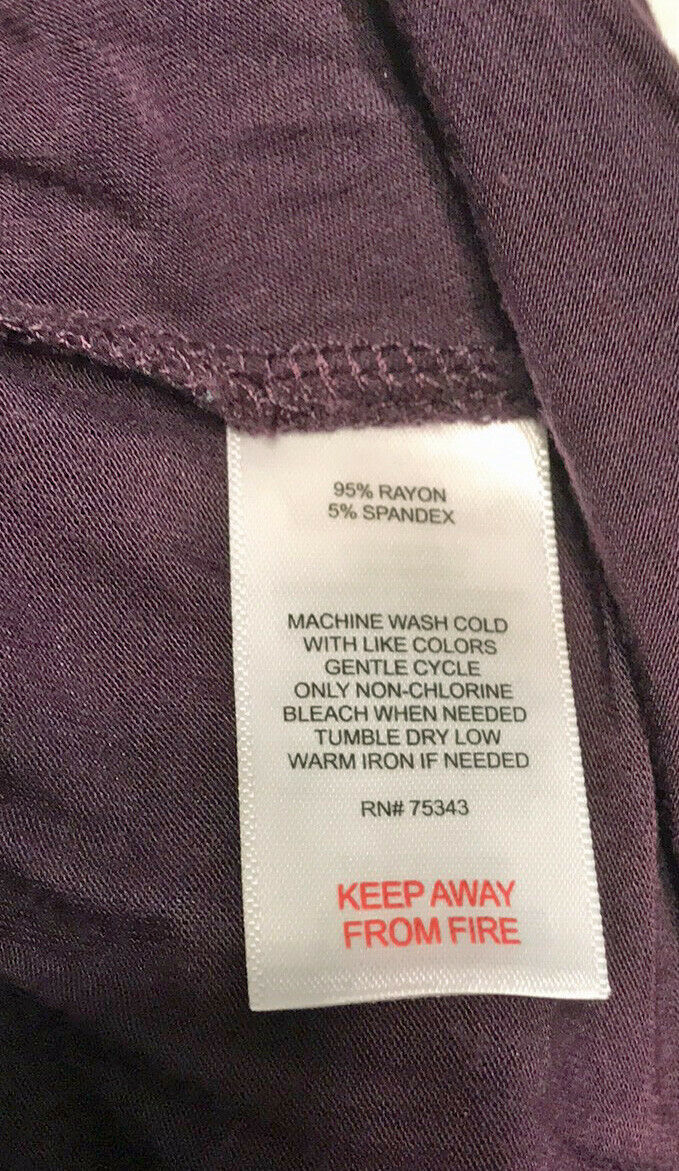 95% RAYON
5% SPANDEX
MACHINE WASH COLD
WITH LIKE COLORS
GENTLE CYCLE
ONLY NON-CHLORINE
BLEACH WHEN NEEDED
TUMBLE DRY LOW
WARM IRON IF NEEDED
RN# 75343
KEEP AWAY
FROM FIRE